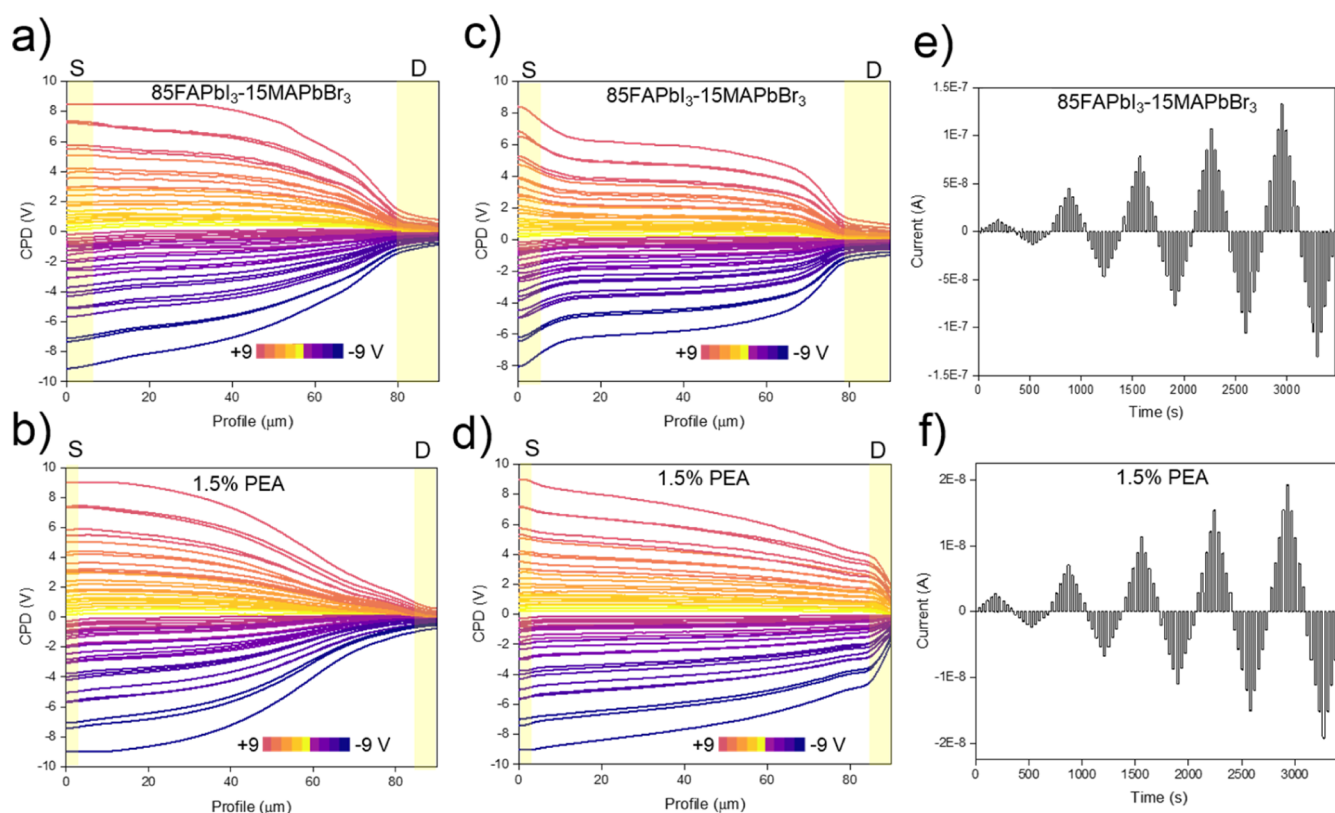 a)
S
D
85FAPbI₃-15MAPbBr₃
10
8
6
4
2
0
-2
-4
-6
-8
-10
CPD (V)
+9
-9 V
0
20
40
60
80
Profile (μm)
c)
S
D
85FAPbI₃-15MAPbBr₃
10
8
6
4
2
0
-2
-4
-6
-8
CPD (V)
+9
-9 V
0
20
40
60
80
Profile (μm)
e)
85FAPbI₃-15MAPbBr₃
1.5E-7
1E-7
5E-8
0
-5E-8
-1E-7
-1.5E-7
Current (A)
0
500
1000
1500
2000
2500
3000
Time (s)
b)
S
D
1.5% PEA
10
8
6
4
2
0
-2
-4
-6
-8
-10
CPD (V)
+9
-9 V
0
20
40
60
80
Profile (μm)
d)
S
D
1.5% PEA
10
8
6
4
2
0
-2
-4
-6
-8
-10
CPD (V)
+9
-9 V
0
20
40
60
80
Profile (μm)
f)
1.5% PEA
2E-8
1E-8
0
-1E-8
-2E-8
Current (A)
0
500
1000
1500
2000
2500
3000
Time (s)